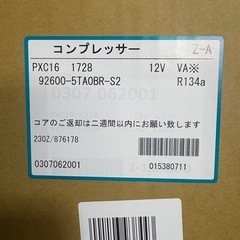 コンプレッサー Z-A
PXC16 1728 12V VA※
92600-5TA0BR-S2 R134a
0307 062001
コアのご返却は二週間以内にお願い致します
230Z/876178
0307062001 015380711